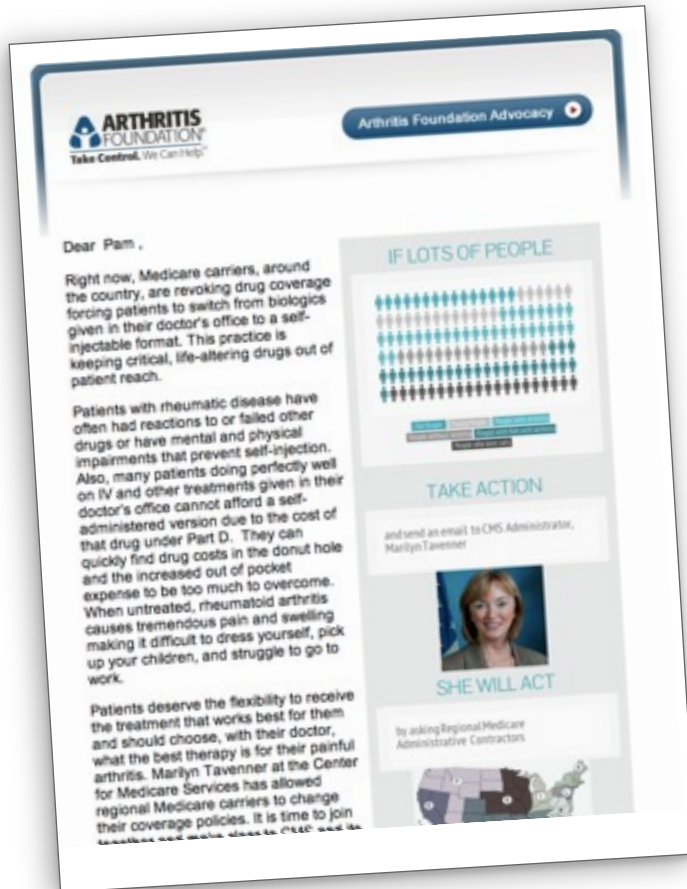 ARTHRITIS
FOUNDATION®
Take Control. We Can Help.™
Arthritis Foundation Advocacy
Dear Pam ,
Right now, Medicare carriers, around
the country, are revoking drug coverage
forcing patients to switch from biologics
given in their doctor's office to a self-
injectable format. This practice is
keeping critical, life-altering drugs out of
patient reach.
Patients with rheumatic disease have
often had reactions to or failed other
drugs or have mental and physical
impairments that prevent self-injection.
Also, many patients doing perfectly well
on IV and other treatments given in their
doctor's office cannot afford a self-
administered version due to the cost of
that drug under Part D. They can
quickly find drug costs in the donut hole
and the increased out of pocket
expense to be too much to overcome.
When untreated, rheumatoid arthritis
causes tremendous pain and swelling
making it difficult to dress yourself, pick
up your children, and struggle to go to
work.
Patients deserve the flexibility to receive
the treatment that works best for them
and should choose, with their doctor,
what the best therapy is for their painful
arthritis. Marilyn Tavenner at the Center
for Medicare Services has allowed
regional Medicare carriers to change
their coverage policies. It is time to join
together and make clear to CMS and its
IF LOTS OF PEOPLE
TAKE ACTION
and send an email to CMS Administrator,
Marilyn Tavenner
SHE WILL ACT
by asking Regional Medicare
Administrative Contractors